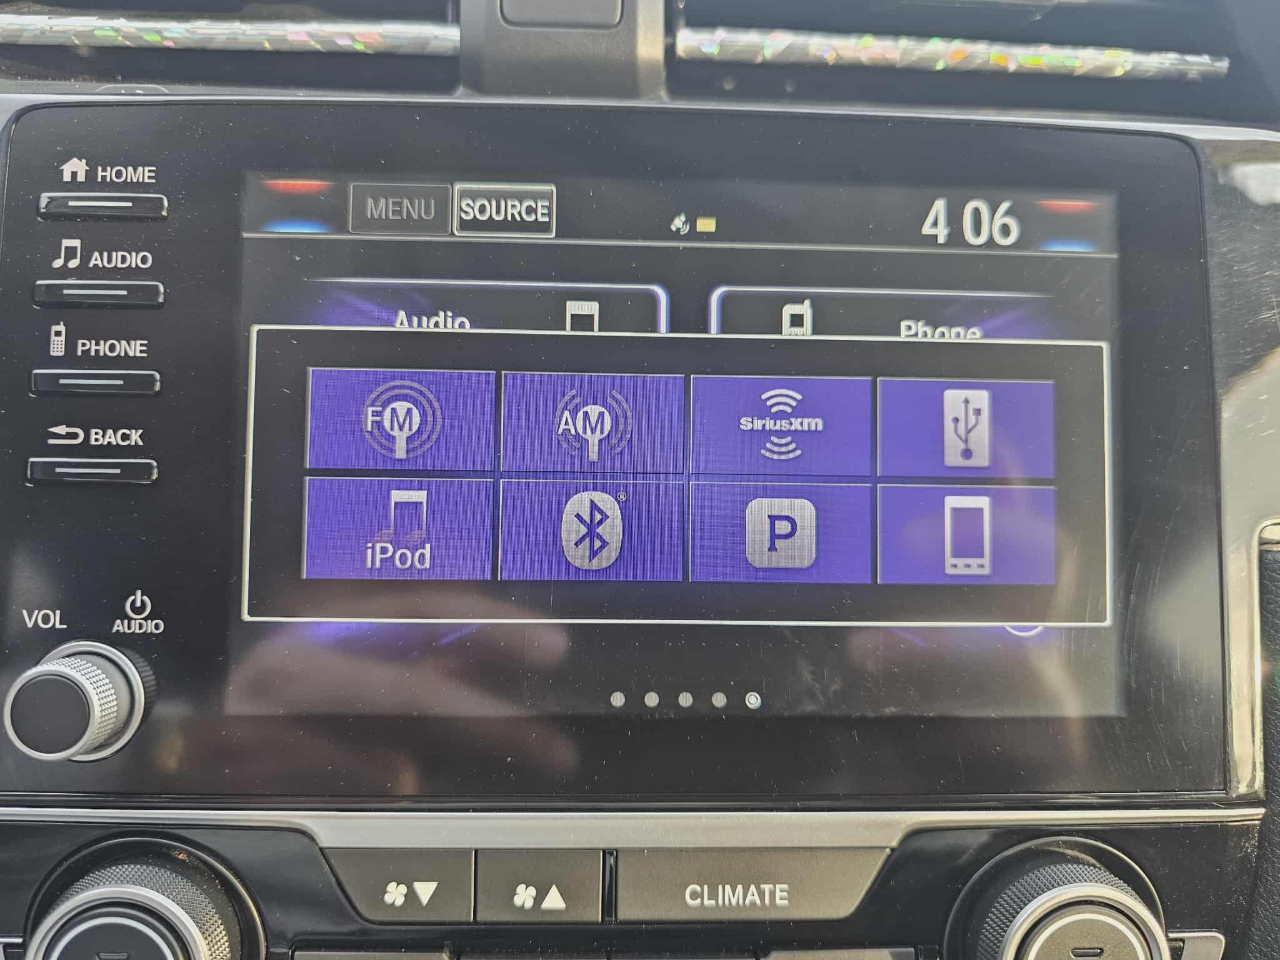 HOME
MENU
SOURCE
4 06
AUDIO
Audio
Phone
PHONE
FM
AM
SiriusXM
BACK
iPod
®
P
VOL
AUDIO
CLIMATE